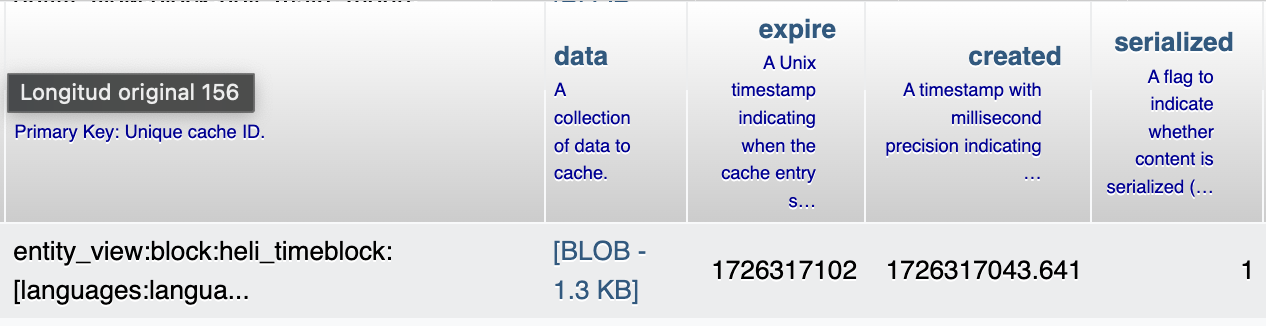 Longitud original 156
Primary Key: Unique cache ID.
data
A
collection
of data to
cache.
expire
A Unix
timestamp
indicating
when the
cache entry
s...
created
A timestamp with
millisecond
precision indicating
...
serialized
A flag to
indicate
whether
content is
serialized (...
entity_view:block:heli_timeblock:
[languages:langua...
[BLOB -
1.3 KB]
1726317102
1726317043.641
1